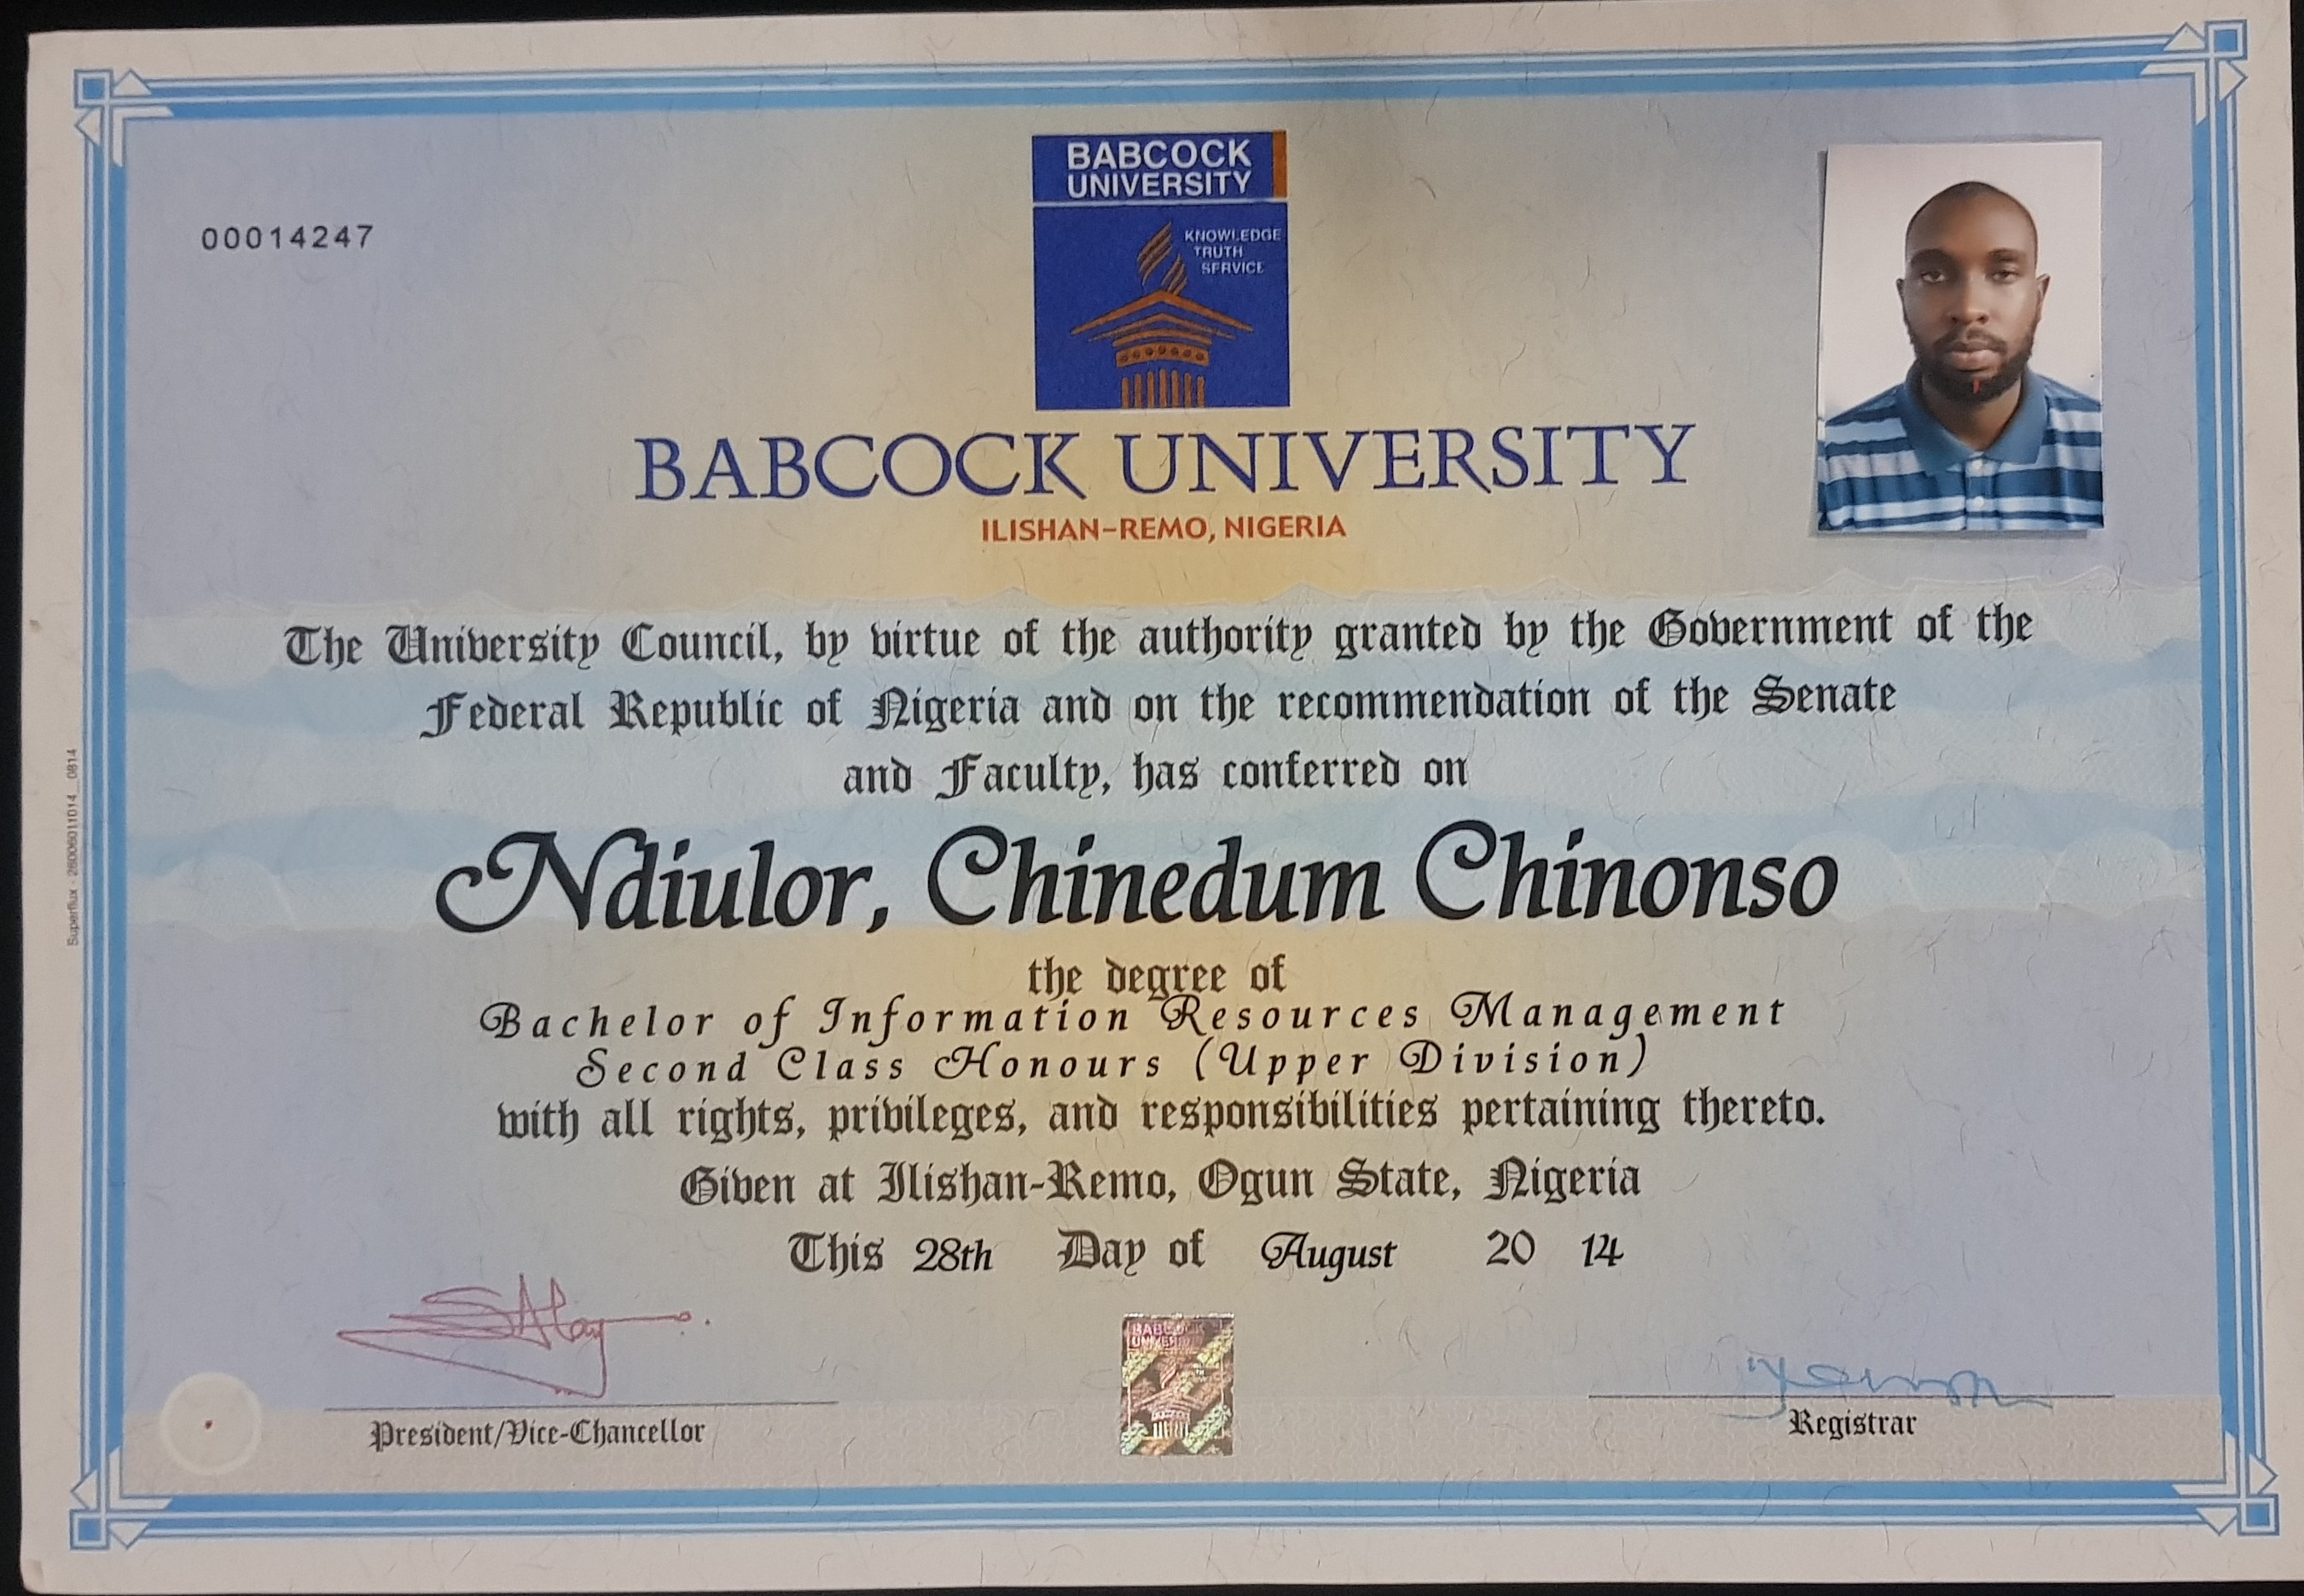 BABCOCK
UNIVERSITY
KNOWLEDGE
TRUTH
SERVICE
00014247
BABCOCK UNIVERSITY
ILISHAN-REMO, NIGERIA
The University Council, by virtue of the authority granted by the Government of the
Federal Republic of Nigeria and on the recommendation of the Senate
and Faculty, has conferred on
Ndiulor, Chinedum Chinonso
the degree of
Bachelor of Information Resources Management
Second Class Honours (Upper Division)
with all rights, privileges, and responsibilities pertaining thereto.
Given at Ilishan-Remo, Ogun State, Nigeria
This 28th Day of August 20 14
BABCOCK
UNIVERSITY
President/Vice-Chancellor
Registrar
Superflux